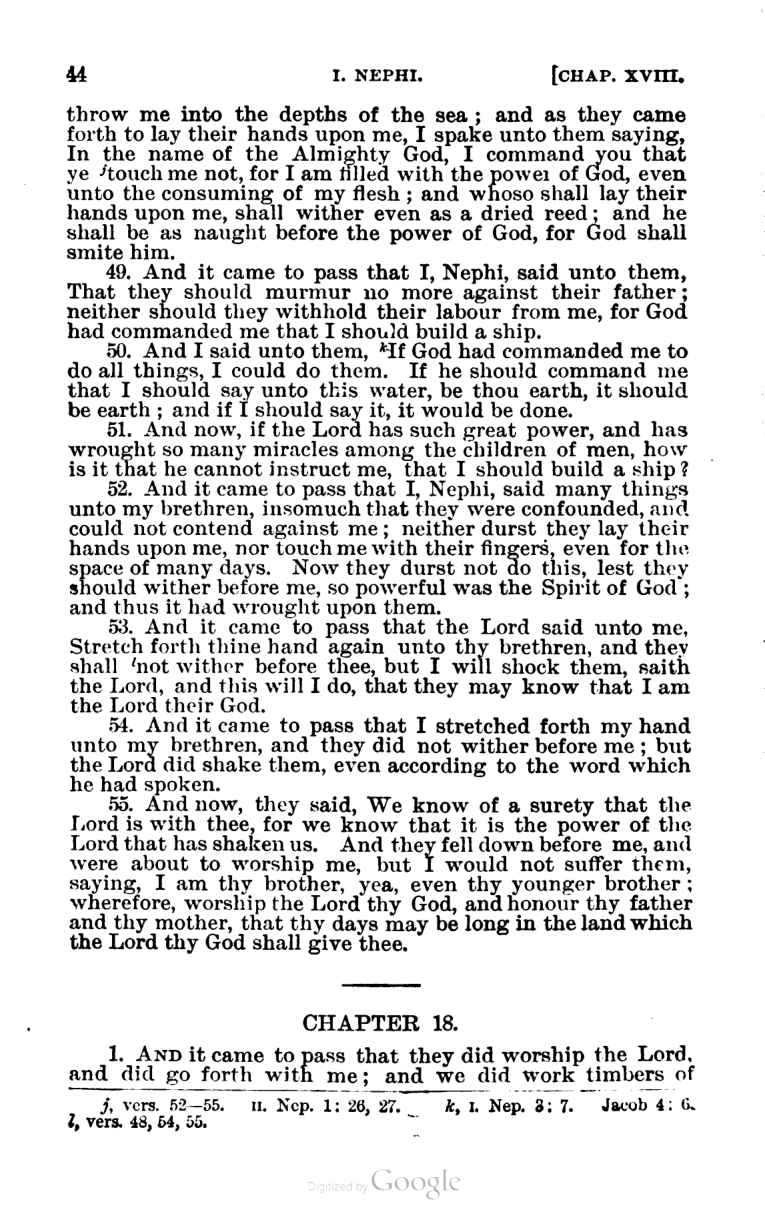 44 I. NEPHI. [CHAP. XVIII.
throw me into the depths of the sea; and as they came
forth to lay their hands upon me, I spake unto them saying,
In the name of the Almighty God, I command you that
ye jtouch me not, for I am filled with the power of God, even
unto the consuming of my flesh; and whoso shall lay their
hands upon me, shall wither even as a dried reed; and he
shall be as naught before the power of God, for God shall
smite him.
49. And it came to pass that I, Nephi, said unto them,
That they should murmur no more against their father;
neither should they withhold their labour from me, for God
had commanded me that I should build a ship.
50. And I said unto them, kIf God had commanded me to
do all things, I could do them. If he should command me
that I should say unto this water, be thou earth, it should
be earth; and if I should say it, it would be done.
51. And now, if the Lord has such great power, and has
wrought so many miracles among the children of men, how
is it that he cannot instruct me, that I should build a ship?
52. And it came to pass that I, Nephi, said many things
unto my brethren, insomuch that they were confounded, and
could not contend against me; neither durst they lay their
hands upon me, nor touch me with their fingers, even for the
space of many days. Now they durst not do this, lest they
should wither before me, so powerful was the Spirit of God;
and thus it had wrought upon them.
53. And it came to pass that the Lord said unto me,
Stretch forth thine hand again unto thy brethren, and they
shall lnot wither before thee, but I will shock them, saith
the Lord, and this will I do, that they may know that I am
the Lord their God.
54. And it came to pass that I stretched forth my hand
unto my brethren, and they did not wither before me; but
the Lord did shake them, even according to the word which
he had spoken.
55. And now, they said, We know of a surety that the
Lord is with thee, for we know that it is the power of the
Lord that has shaken us. And they fell down before me, and
were about to worship me, but I would not suffer them,
saying, I am thy brother, yea, even thy younger brother;
wherefore, worship the Lord thy God, and honour thy father
and thy mother, that thy days may be long in the land which
the Lord thy God shall give thee.
CHAPTER 18.
1. AND it came to pass that they did worship the Lord,
and did go forth with me; and we did work timbers of
j, vers. 52—55. II. Nep. 1: 26, 27. k, I. Nep. 3: 7. Jacob 4: 6.
l, vers. 48, 54, 55.
Digitized by Google